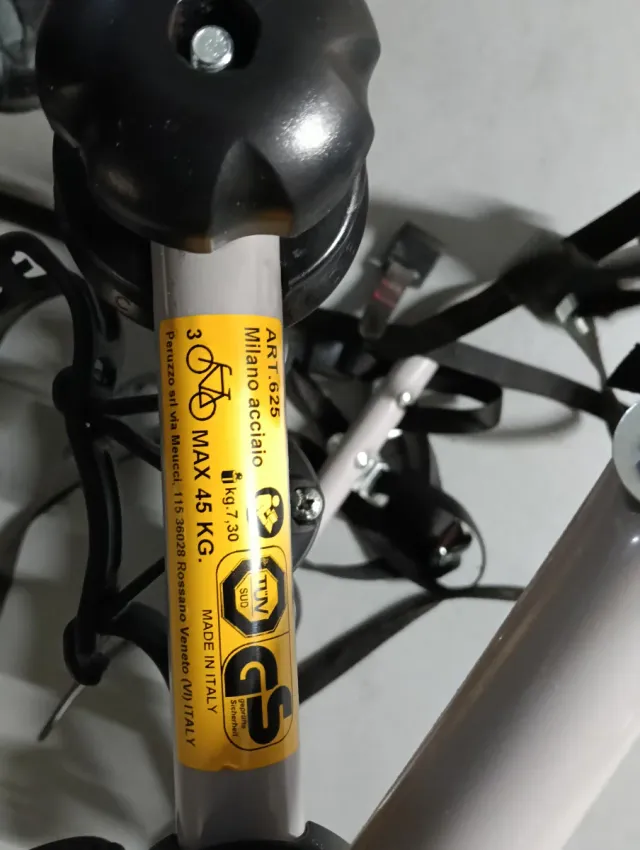 ART.625
Milano acciaio
kg.7,30
3 MAX 45 KG.
Peruzzo srl via Meucci, 115 36028 Rossano Veneto (VI) ITALY
MADE IN ITALY
TÜV
SUD
GS
geprüfte
Sicherheit